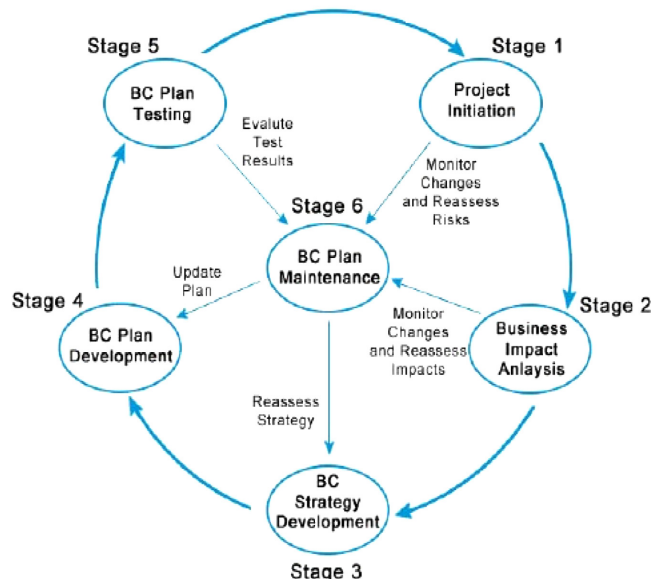 Stage 5
BC Plan
Testing
Stage 1
Project
Initiation
Evalute
Test
Results
Monitor
Changes
and Reassess
Risks
Stage 6
BC Plan
Maintenance
Update
Plan
Stage 4
BC Plan
Development
Stage 2
Business
Impact
Anlaysis
Monitor
Changes
and Reassess
Impacts
Reassess
Strategy
BC
Strategy
Development
Stage 3